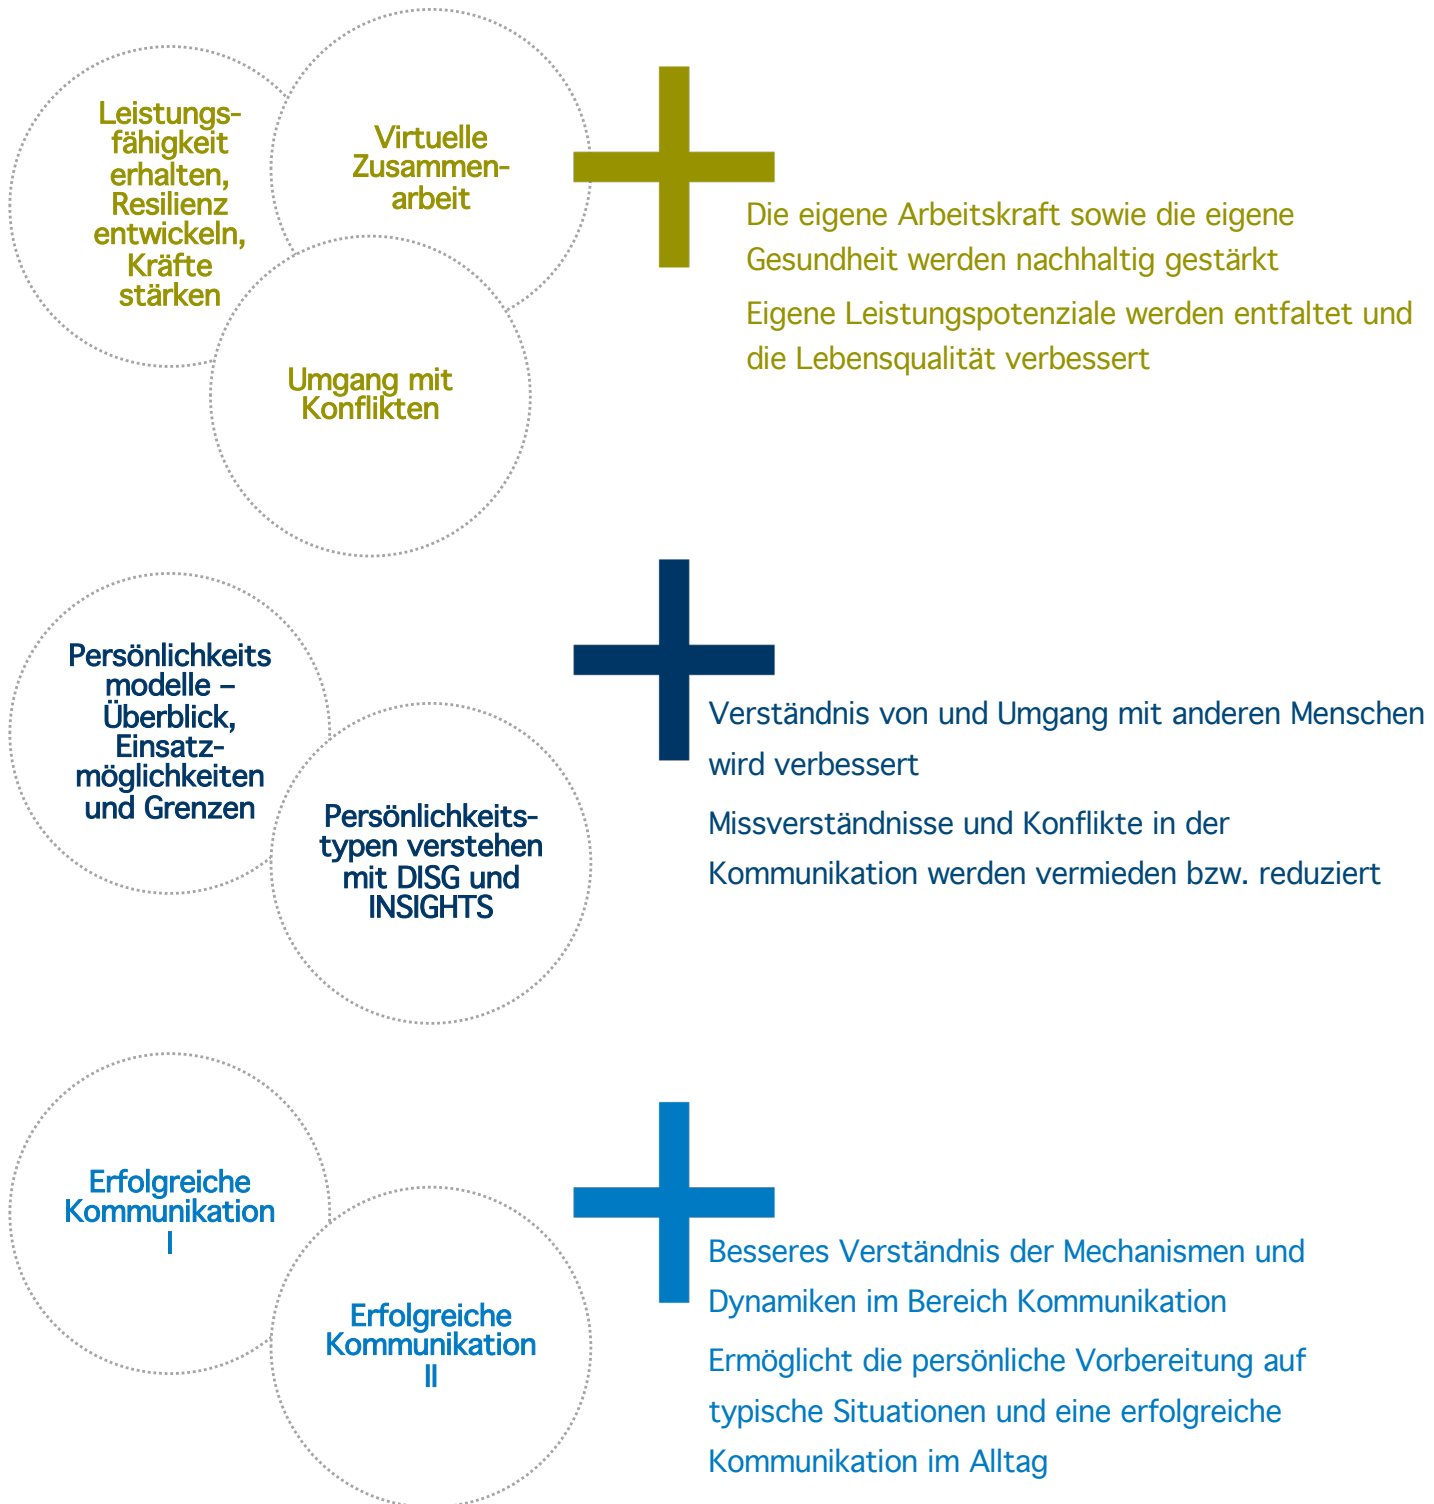 Leistungs-
fähigkeit
erhalten,
Resilienz
entwickeln,
Kräfte
stärken
Virtuelle
Zusammen-
arbeit
Umgang mit
Konflikten
Die eigene Arbeitskraft sowie die eigene
Gesundheit werden nachhaltig gestärkt
Eigene Leistungspotenziale werden entfaltet und
die Lebensqualität verbessert
Persönlichkeits
modelle –
Überblick,
Einsatz-
möglichkeiten
und Grenzen
Persönlichkeits-
typen verstehen
mit DISG und
INSIGHTS
Verständnis von und Umgang mit anderen Menschen
wird verbessert
Missverständnisse und Konflikte in der
Kommunikation werden vermieden bzw. reduziert
Erfolgreiche
Kommunikation
I
Erfolgreiche
Kommunikation
II
Besseres Verständnis der Mechanismen und
Dynamiken im Bereich Kommunikation
Ermöglicht die persönliche Vorbereitung auf
typische Situationen und eine erfolgreiche
Kommunikation im Alltag